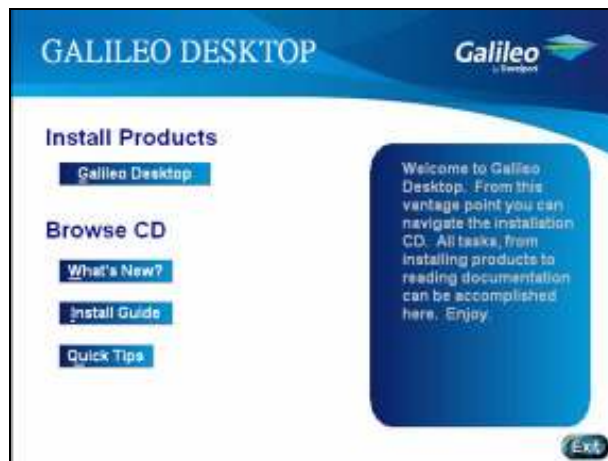 GALILEO DESKTOP
Galileo
by Travelport
Install Products
Galileo Desktop
Browse CD
What's New?
Install Guide
Quick Tips
Welcome to Galileo
Desktop. From this
vantage point you can
navigate the installation
CD. All tasks, from
installing products to
reading documentation
can be accomplished
here. Enjoy.
Exit